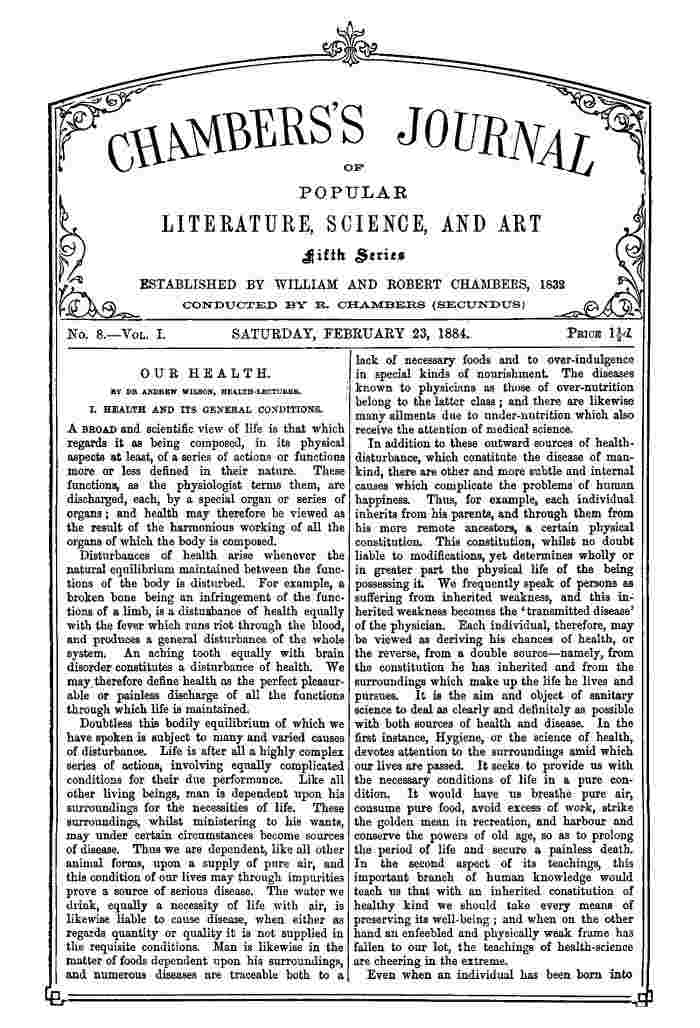 CHAMBERS'S JOURNAL
OF
POPULAR
LITERATURE, SCIENCE, AND ART
Fifth Series
ESTABLISHED BY WILLIAM AND ROBERT CHAMBERS, 1832
CONDUCTED BY R. CHAMBERS (SECUNDUS)
No. 8.—Vol. I.
SATURDAY, FEBRUARY 23, 1884.
Price 1½d.
OUR HEALTH.
BY DR ANDREW WILSON, HEALTH-LECTURER.
I. HEALTH AND ITS GENERAL CONDITIONS.
A BROAD and scientific view of life is that which
regards it as being composed, in its physical
aspects at least, of a series of actions or functions
more or less defined in their nature. These
functions, as the physiologist terms them, are
discharged, each, by a special organ or series of
organs; and health may therefore be viewed as
the result of the harmonious working of all the
organs of which the body is composed.
Disturbances of health arise whenever the
natural equilibrium maintained between the func-
tions of the body is disturbed. For example, a
broken bone being an infringement of the func-
tions of a limb, is a disturbance of health equally
with the fever which runs riot through the blood,
and produces a general disturbance of the whole
system. An aching tooth equally with brain
disorder constitutes a disturbance of health. We
may therefore define health as the perfect pleasur-
able or painless discharge of all the functions
through which life is maintained.
Doubtless this bodily equilibrium of which we
have spoken is subject to many and varied causes
of disturbance. Life is after all a highly complex
series of actions, involving equally complicated
conditions for their due performance. Like all
other living beings, man is dependent upon his
surroundings for the necessities of life. These
surroundings, whilst ministering to his wants,
may under certain circumstances become sources
of disease. Thus we are dependent, like all other
animal forms, upon a supply of pure air, and
this condition of our lives may through impurities
prove a source of serious disease. The water we
drink, equally a necessity of life with air, is
likewise liable to cause disease, when either as
regards quantity or quality it is not supplied in
the requisite conditions. Man is likewise in the
matter of foods dependent upon his surroundings,
and numerous diseases are traceable both to a
lack of necessary foods and to over-indulgence
in special kinds of nourishment. The diseases
known to physicians as those of over-nutrition
belong to the latter class; and there are likewise
many ailments due to under-nutrition which also
receive the attention of medical science.
In addition to these outward sources of health-
disturbance, which constitute the disease of man-
kind, there are other and more subtle and internal
causes which complicate the problems of human
happiness. Thus, for example, each individual
inherits from his parents, and through them from
his more remote ancestors, a certain physical
constitution. This constitution, whilst no doubt
liable to modifications, yet determines wholly or
in greater part the physical life of the being
possessing it. We frequently speak of persons as
suffering from inherited weakness, and this in-
herited weakness becomes the ‘transmitted disease’
of the physician. Each individual, therefore, may
be viewed as deriving his chances of health, or
the reverse, from a double source—namely, from
the constitution he has inherited and from the
surroundings which make up the life he lives and
pursues. It is the aim and object of sanitary
science to deal as clearly and definitely as possible
with both sources of health and disease. In the
first instance, Hygiene, or the science of health,
devotes attention to the surroundings amid which
our lives are passed. It seeks to provide us with
the necessary conditions of life in a pure con-
dition. It would have us breathe pure air,
consume pure food, avoid excess of work, strike
the golden mean in recreation, and harbour and
conserve the powers of old age, so as to prolong
the period of life and secure a painless death.
In the second aspect of its teachings, this
important branch of human knowledge would
teach us that with an inherited constitution of
healthy kind we should take every means of
preserving its well-being; and when on the other
hand an enfeebled and physically weak frame has
fallen to our lot, the teachings of health-science
are cheering in the extreme.
Even when an individual has been born into